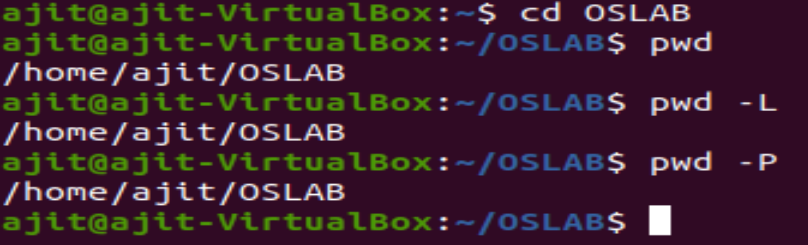 ajit@ajit-VirtualBox:~$ cd OSLAB
ajit@ajit-VirtualBox:~/OSLAB$ pwd
/home/ajit/OSLAB
ajit@ajit-VirtualBox:~/OSLAB$ pwd -L
/home/ajit/OSLAB
ajit@ajit-VirtualBox:~/OSLAB$ pwd -P
/home/ajit/OSLAB
ajit@ajit-VirtualBox:~/OSLAB$